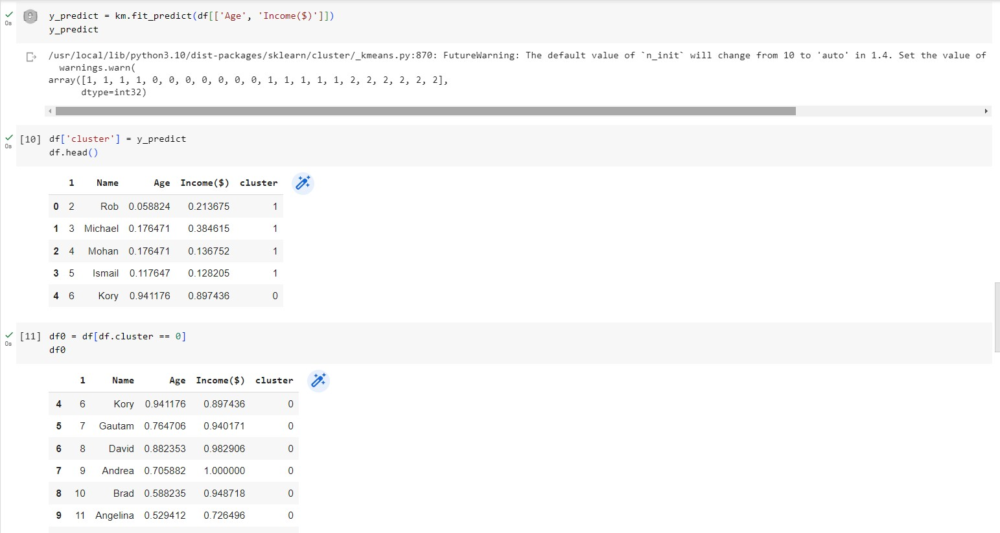 0s 9 y_predict = km.fit_predict(df[['Age', 'Income($)']])
y_predict
/usr/local/lib/python3.10/dist-packages/sklearn/cluster/_kmeans.py:870: FutureWarning: The default value of `n_init` will change from 10 to 'auto' in 1.4. Set the value of
warnings.warn(
array([1, 1, 1, 1, 0, 0, 0, 0, 0, 0, 0, 1, 1, 1, 1, 1, 2, 2, 2, 2, 2, 2],
dtype=int32)
0s [10] df['cluster'] = y_predict
df.head()
1 Name Age Income($) cluster
0 2 Rob 0.058824 0.213675 1
1 3 Michael 0.176471 0.384615 1
2 4 Mohan 0.176471 0.136752 1
3 5 Ismail 0.117647 0.128205 1
4 6 Kory 0.941176 0.897436 0
0s [11] df0 = df[df.cluster == 0]
df0
1 Name Age Income($) cluster
4 6 Kory 0.941176 0.897436 0
5 7 Gautam 0.764706 0.940171 0
6 8 David 0.882353 0.982906 0
7 9 Andrea 0.705882 1.000000 0
8 10 Brad 0.588235 0.948718 0
9 11 Angelina 0.529412 0.726496 0